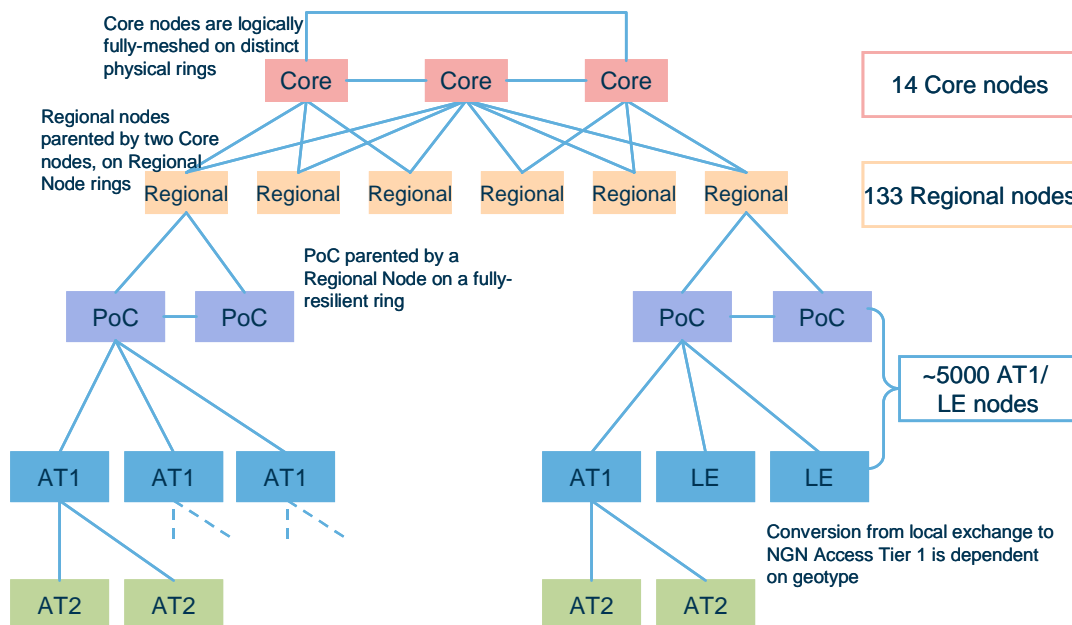 Core nodes are logically
fully-meshed on distinct
physical rings
Core
Core
Core
14 Core nodes
Regional nodes
parented by two Core
nodes, on Regional
Node rings
Regional
Regional
Regional
Regional
Regional
Regional
133 Regional nodes
PoC parented by a
Regional Node on a fully-
resilient ring
PoC
PoC
PoC
PoC
~5000 AT1/
LE nodes
AT1
AT1
AT1
AT1
LE
LE
Conversion from local exchange to
NGN Access Tier 1 is dependent
on geotype
AT2
AT2
AT2
AT2